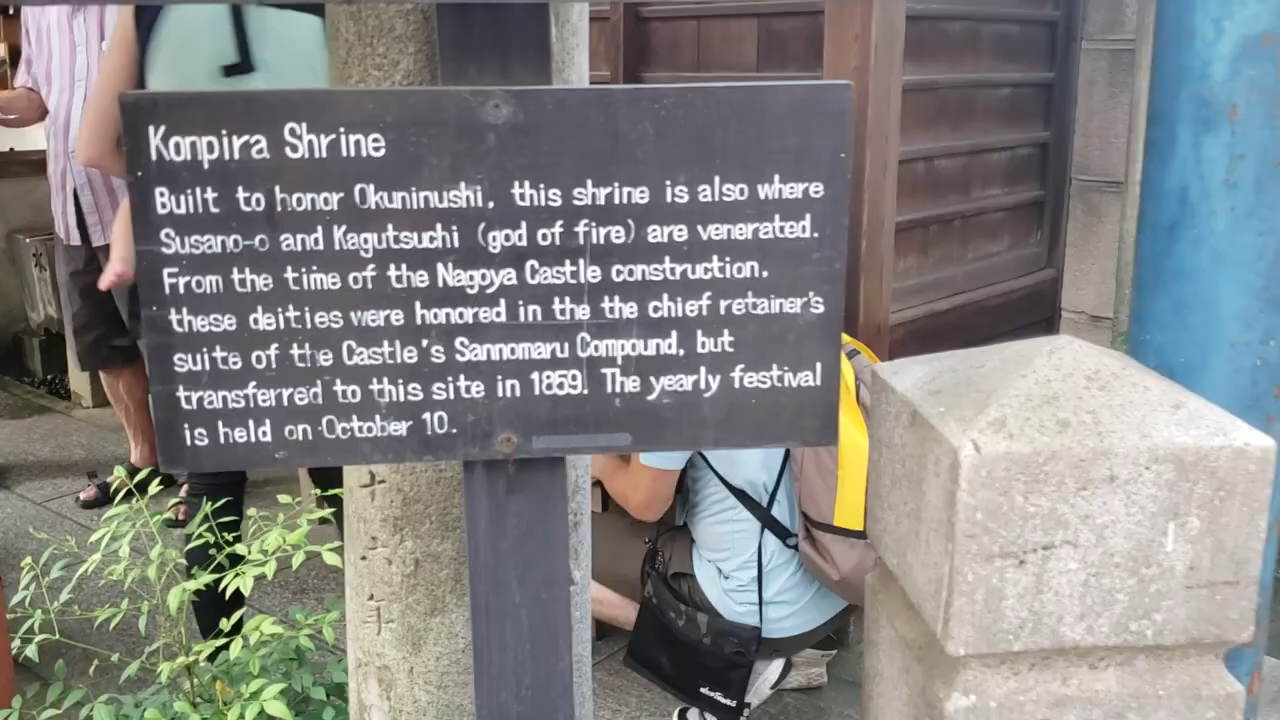 Konpira Shrine
Built to honor Okuninushi, this shrine is also where
Susano-o and Kagutsuchi (god of fire) are venerated.
From the time of the Nagoya Castle construction,
these deities were honored in the the chief retainer's
suite of the Castle's Sannomaru Compound, but
transferred to this site in 1859. The yearly festival
is held on October 10.
十六年